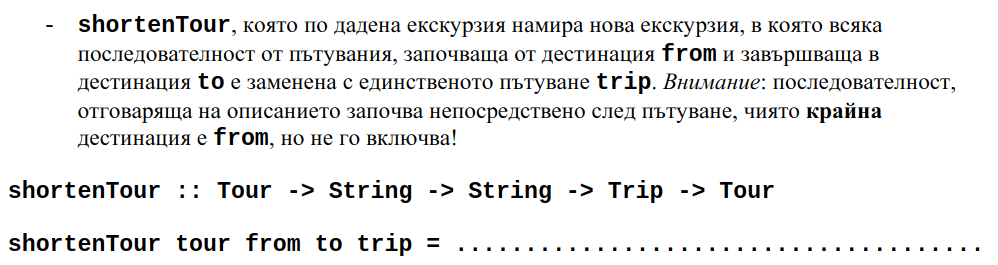 - shortenTour, която по дадена екскурзия намира нова екскурзия, в която всяка
последователност от пътувания, започваща от дестинация from и завършваща в
дестинация to е заменена с единственото пътуване trip. Внимание: последователност,
отговаряща на описанието започва непосредствено след пътуване, чиято крайна
дестинация е from, но не го включва!
shortenTour :: Tour -> String -> String -> Trip -> Tour
shortenTour tour from to trip = .......................................